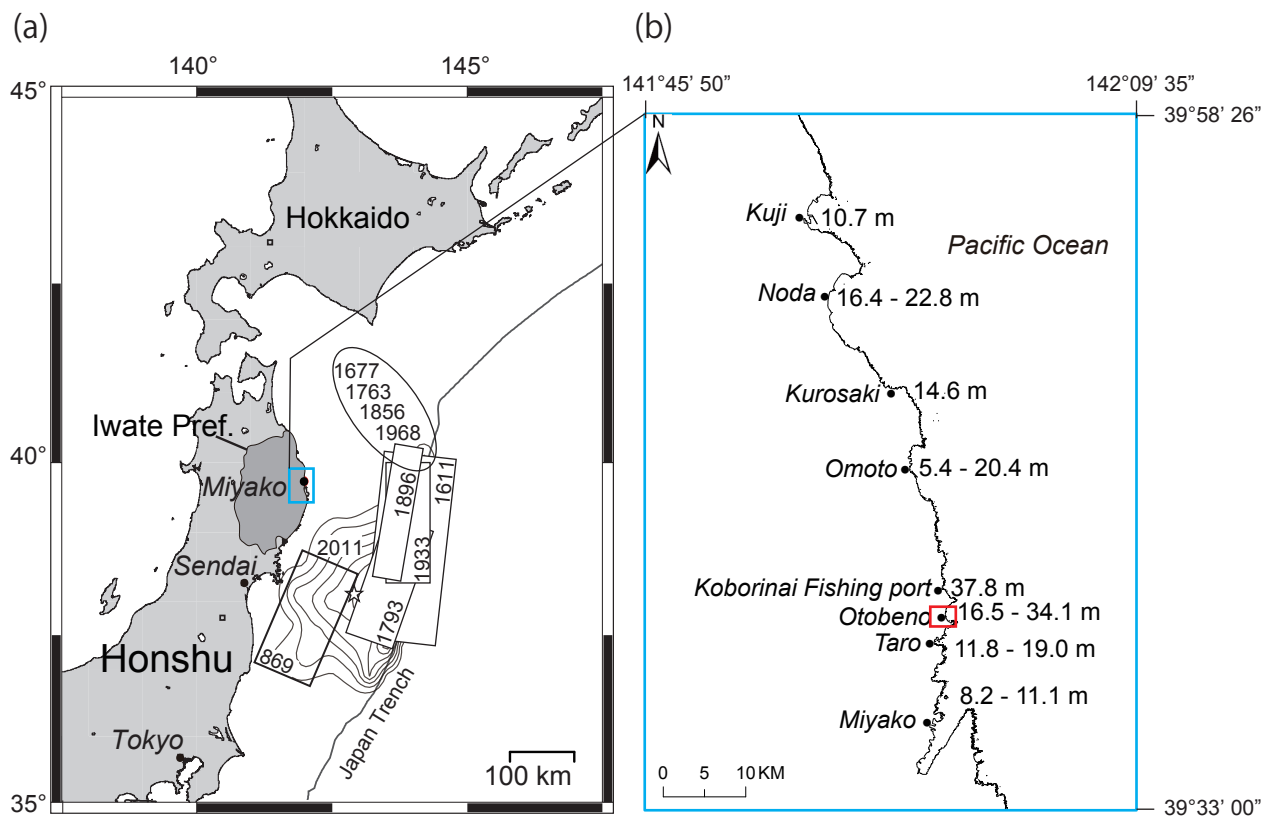 (a)
140°
145°
45°
40°
35°
Hokkaido
Iwate Pref.
Miyako
Sendai
Honshu
Tokyo
1677
1763
1856
1968
1896
1611
1933
2011
1793
869
Japan Trench
100 km
(b)
141°45’ 50”
142°09’ 35”
39°58’ 26”
N
Kuji
10.7 m
Pacific Ocean
Noda
16.4 - 22.8 m
Kurosaki
14.6 m
Omoto
5.4 - 20.4 m
Koborinai Fishing port
37.8 m
Otobeno
16.5 - 34.1 m
Taro
11.8 - 19.0 m
8.2 - 11.1 m
Miyako
0 5 10 KM
39°33’ 00”